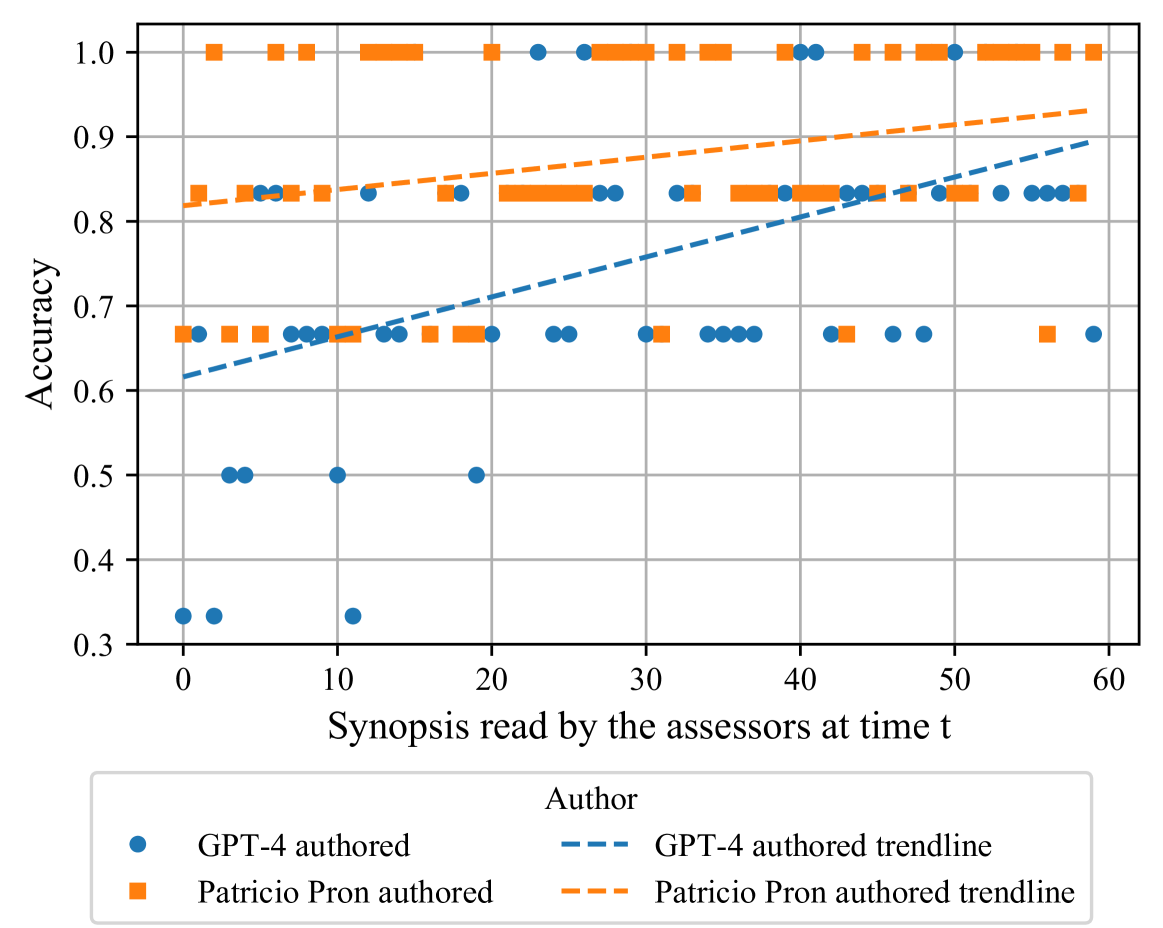 1.0
0.9
0.8
0.7
0.6
0.5
0.4
0.3
Accuracy
0 10 20 30 40 50 60
Synopsis read by the assessors at time t
Author
GPT-4 authored
Patricio Pron authored
GPT-4 authored trendline
Patricio Pron authored trendline